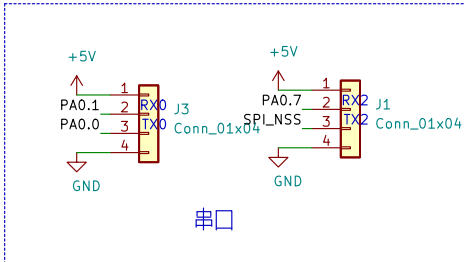 +5V
1
PA0.1
2
RX0
J3
PA0.0
3
TX0
Conn_01x04
4
GND
+5V
1
PA0.7
2
RX2
J1
SPI_NSS
3
TX2
Conn_01x04
4
GND
串口